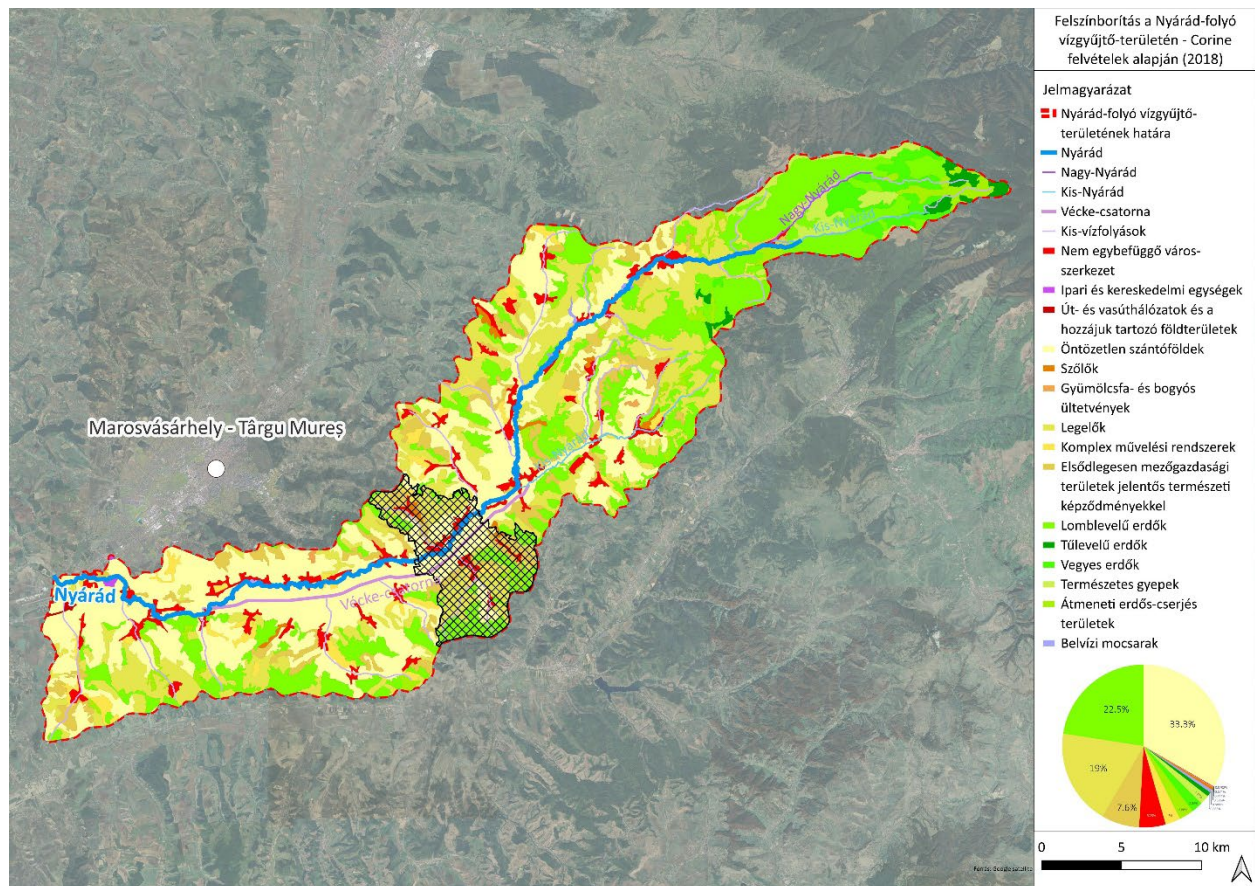 Felszínborítás a Nyárád-folyó
vízgyűjtő-területén - Corine
felvételek alapján (2018)
Jelmagyarázat
Nyárád-folyó vízgyűjtő-
területének határa
Nyárád
Nagy-Nyárád
Kis-Nyárád
Vécke-csatorna
Kis-vízfolyások
Nem egybefüggő város-
szerkezet
Ipari és kereskedelmi egységek
Út- és vasúthálózatok és a
hozzájuk tartozó földterületek
Öntözetlen szántóföldek
Szőlők
Gyümölcsfa- és bogyós
ültetvények
Legelők
Komplex művelési rendszerek
Elsődlegesen mezőgazdasági
területek jelentős természeti
képződményekkel
Lomblevelű erdők
Tűlevelű erdők
Vegyes erdők
Természetes gyepek
Átmeneti erdős-cserjés
területek
Belvízi mocsarak
22.5%
33.3%
19%
7.6%
0 5 10 km
Nagy-Nyárád
Kis-Nyárád
Marosvásárhely - Târgu Mureș
Kis-Nyárád
Nyárád
Vécke-csatorna